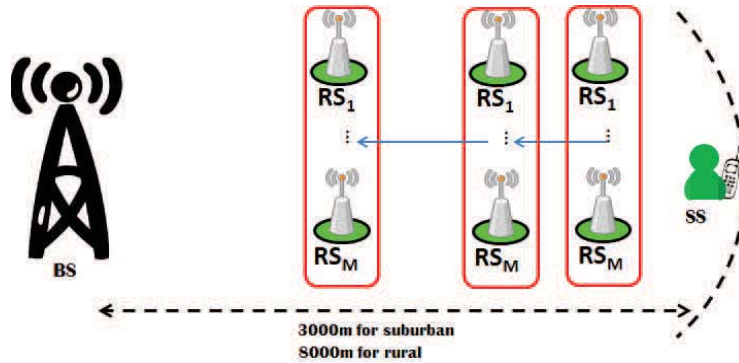 RS1 RS1 RS1
RSM RSM RSM
SS
BS
3000m for suburban
8000m for rural